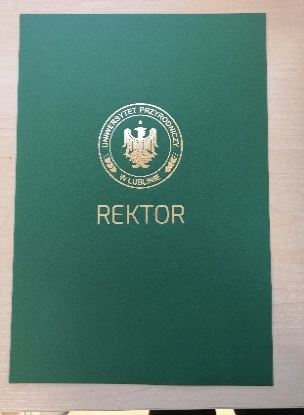 UNIWERSYTET PRZYRODNICZY
W LUBLINIE
REKTOR